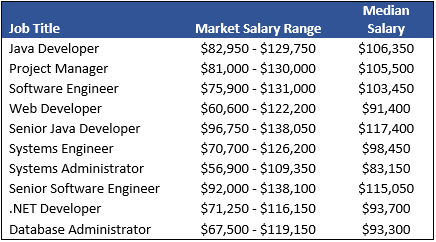 Job Title Market Salary Range Median Salary
Java Developer $82,950 - $129,750 $106,350
Project Manager $81,000 - $130,000 $105,500
Software Engineer $75,900 - $131,000 $103,450
Web Developer $60,600 - $122,200 $91,400
Senior Java Developer $96,750 - $138,050 $117,400
Systems Engineer $70,700 - $126,200 $98,450
Systems Administrator $56,900 - $109,350 $83,150
Senior Software Engineer $92,000 - $138,100 $115,050
.NET Developer $71,250 - $116,150 $93,700
Database Administrator $67,500 - $119,150 $93,300